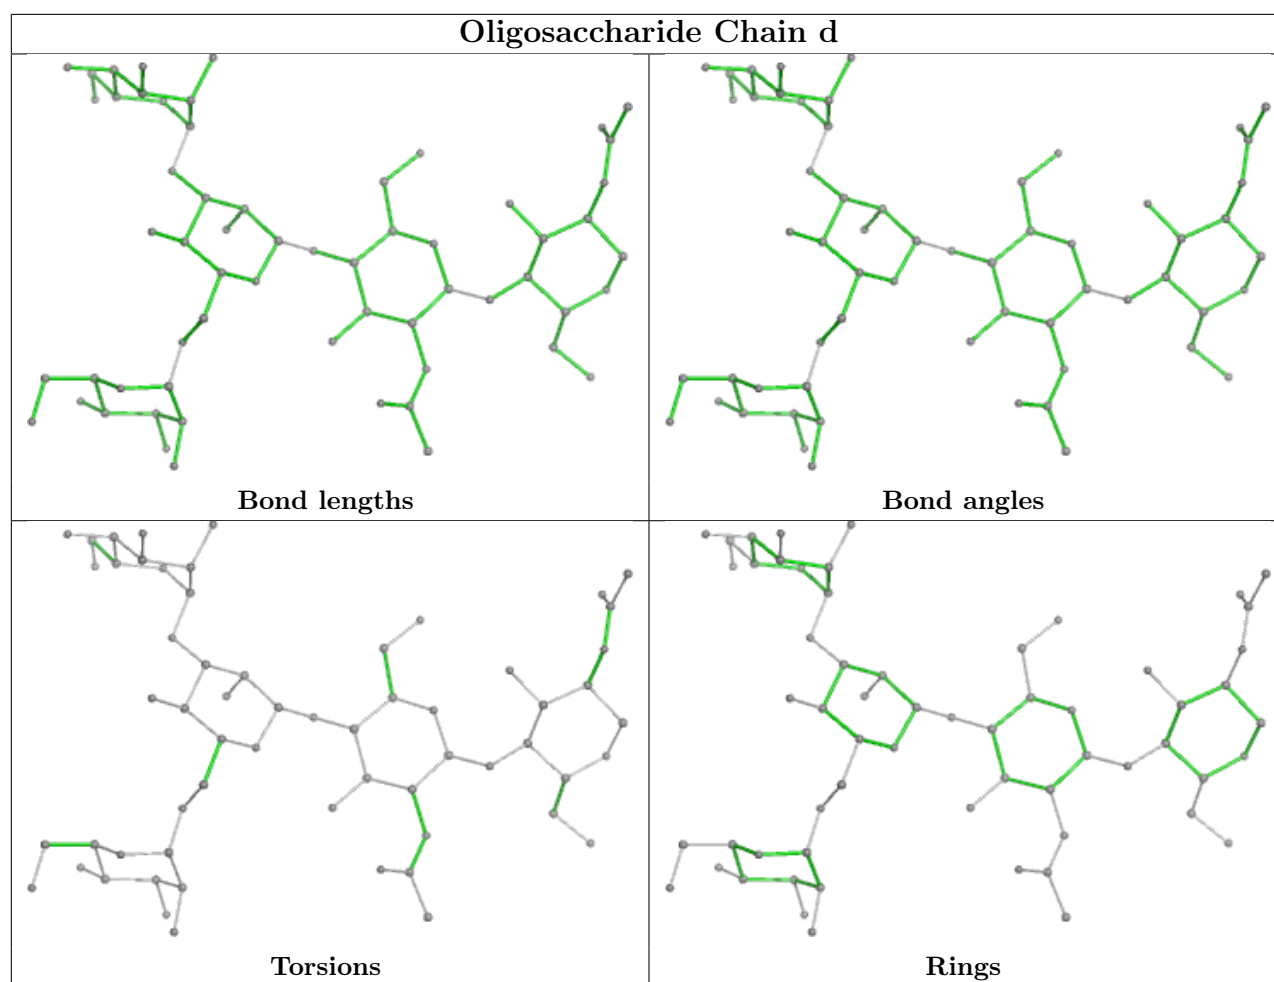 Oligosaccharide Chain d
Bond lengths
Bond angles
Torsions
Rings